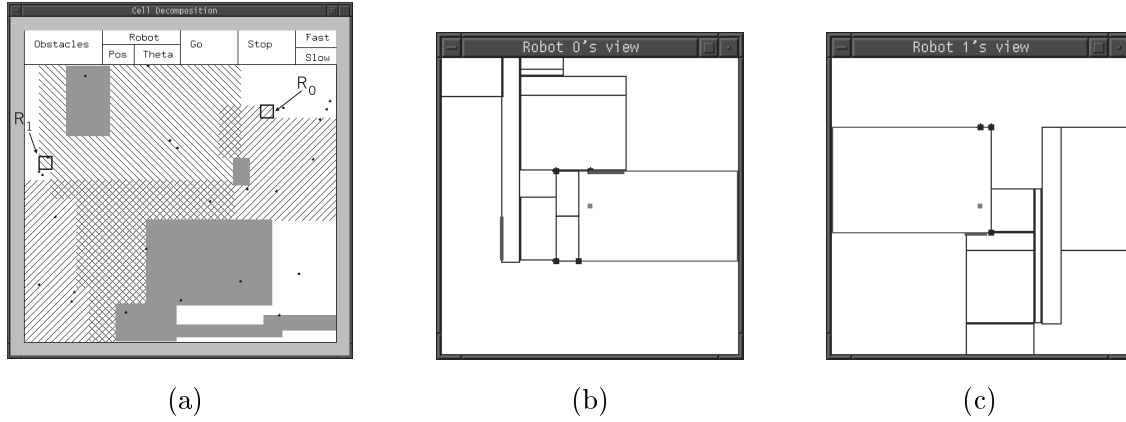 Cell Decomposition
Obstacles
Robot
Pos
Theta
Go
Stop
Fast
Slow
R0
R1
Robot 0's view
Robot 1's view
(a)
(b)
(c)